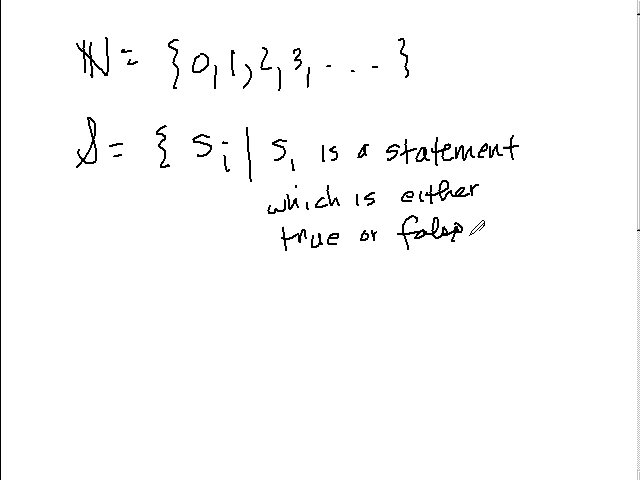 ℕ = {0, 1, 2, 3, ... }
S = { Si | Si is a statement
which is either
true or false